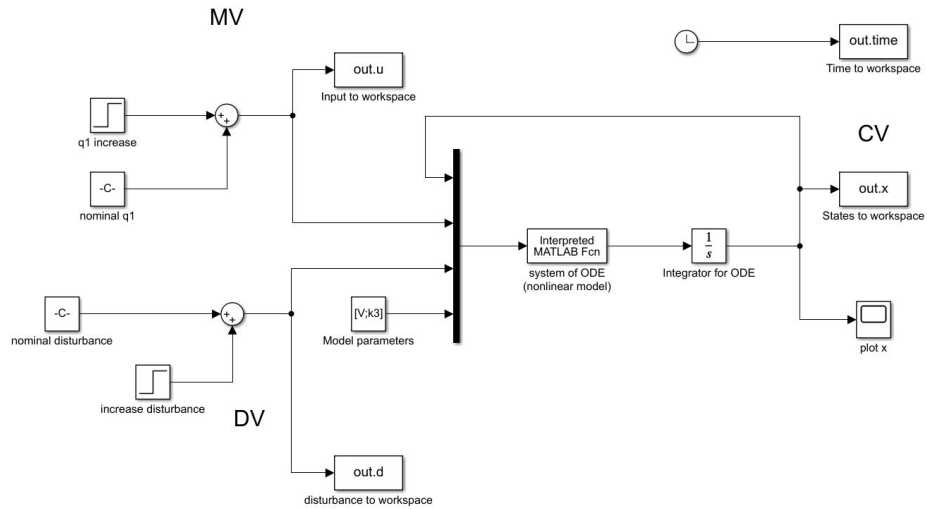 MV
out.u
Input to workspace
out.time
Time to workspace
q1 increase
-C-
nominal q1
CV
out.x
States to workspace
Interpreted
MATLAB Fcn
system of ODE
(nonlinear model)
1
s
Integrator for ODE
-C-
nominal disturbance
[V;k3]
Model parameters
plot x
increase disturbance
DV
out.d
disturbance to workspace